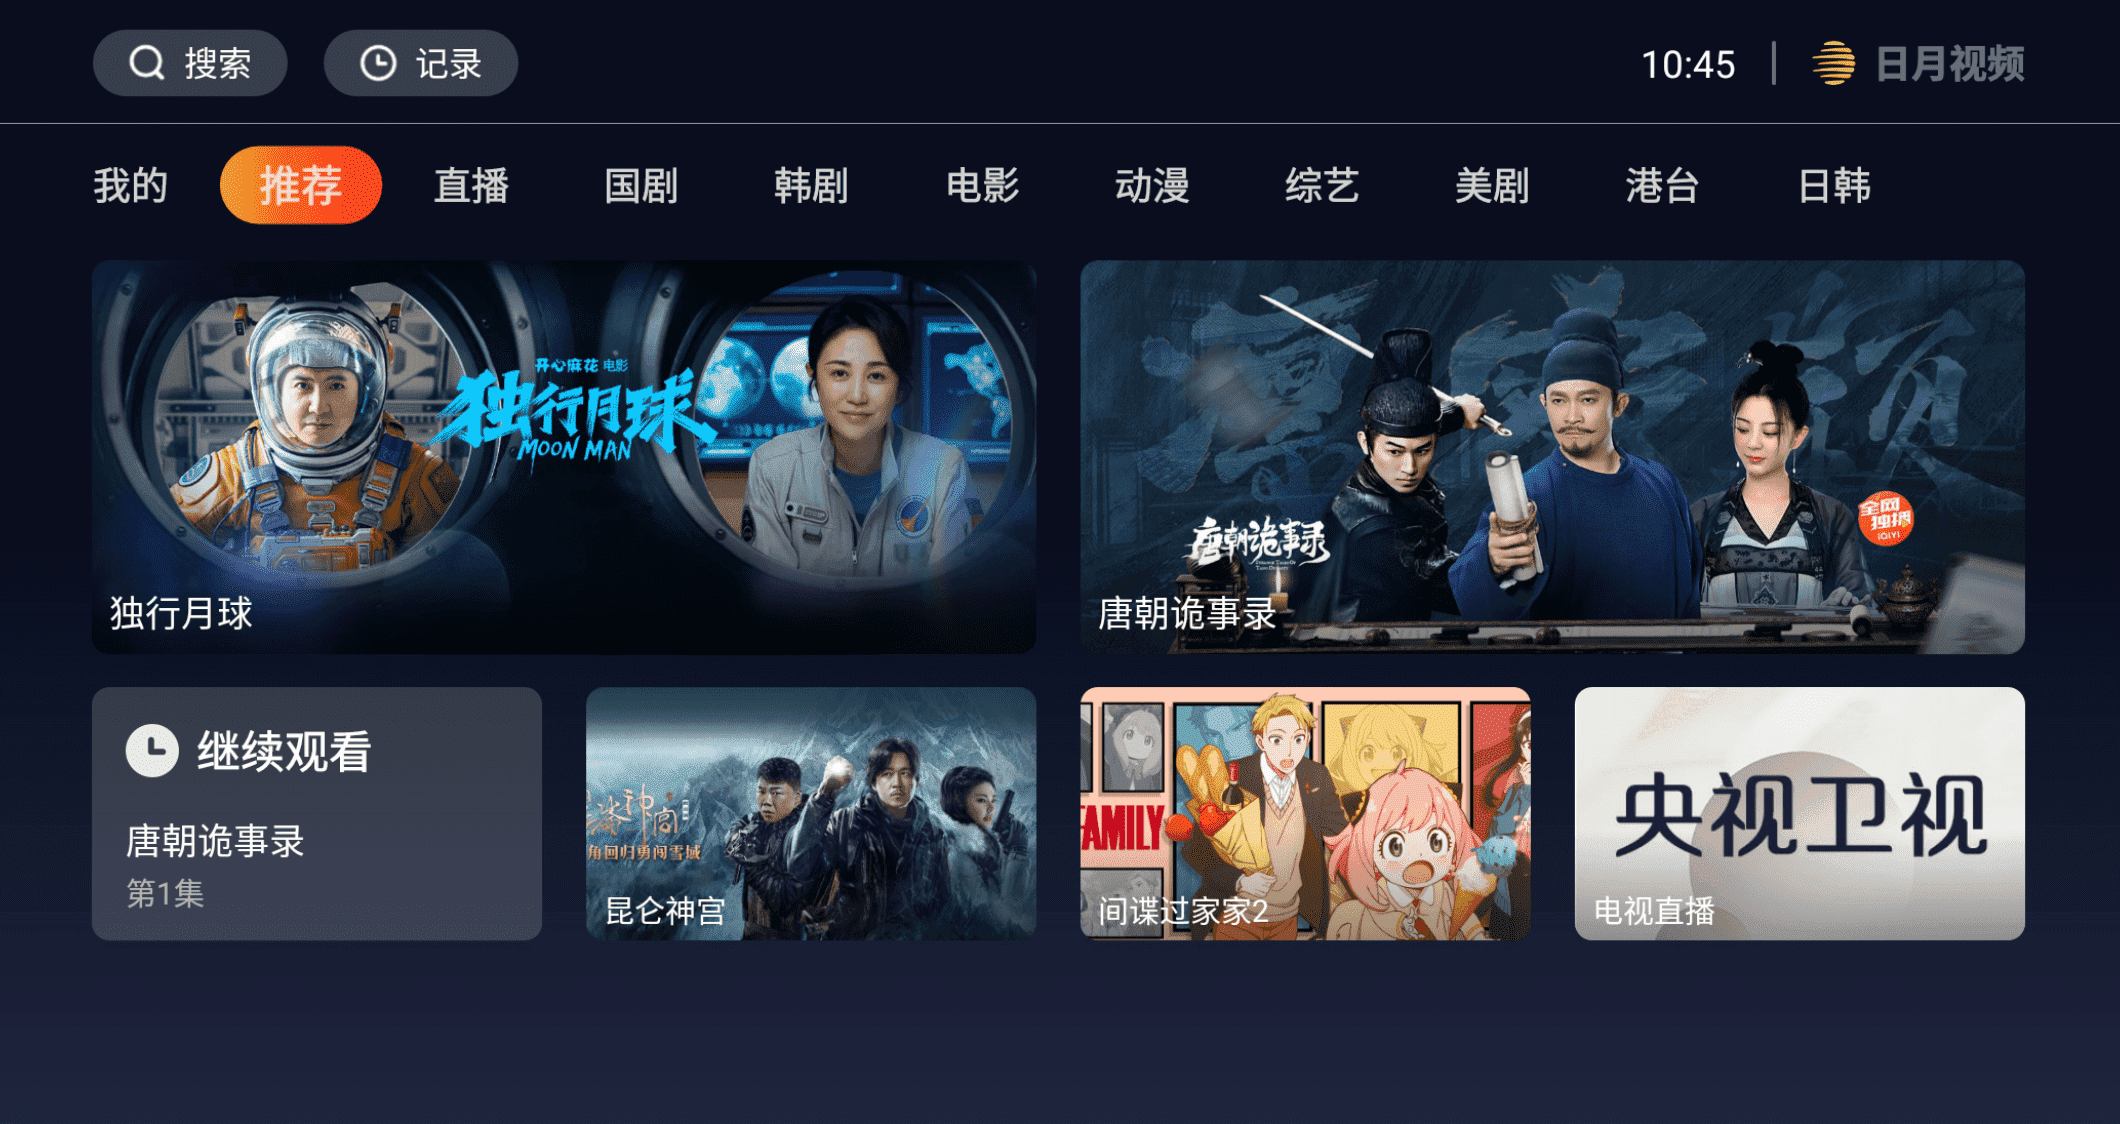 搜索
记录
10:45
日月视频
我的
推荐
直播
国剧
韩剧
电影
动漫
综艺
美剧
港台
日韩
开心麻花 电影
独行月球
MOON MAN
独行月球
唐朝诡事录
全网
独播
iQIYI
唐朝诡事录
继续观看
唐朝诡事录
第1集
神宫
角回归勇闯雪域
昆仑神宫
AMILY
间谍过家家2
央视卫视
电视直播